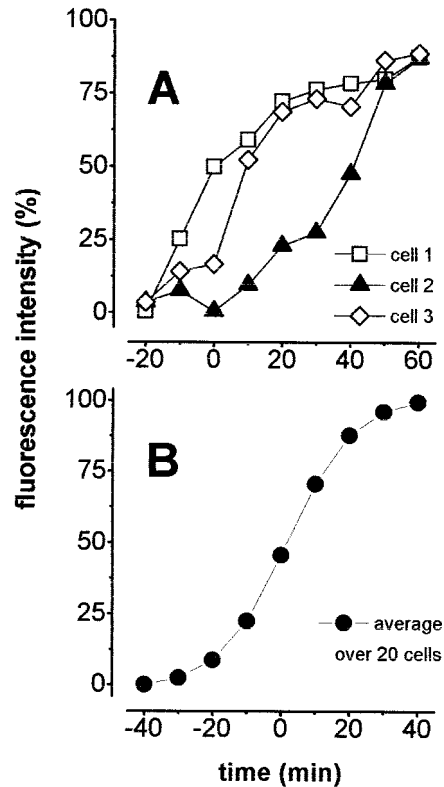 fluorescence intensity (%)
100
75
50
25
0
A
cell 1
cell 2
cell 3
-20 0 20 40 60
100
75
50
25
0
B
average
over 20 cells
-40 -20 0 20 40
time (min)